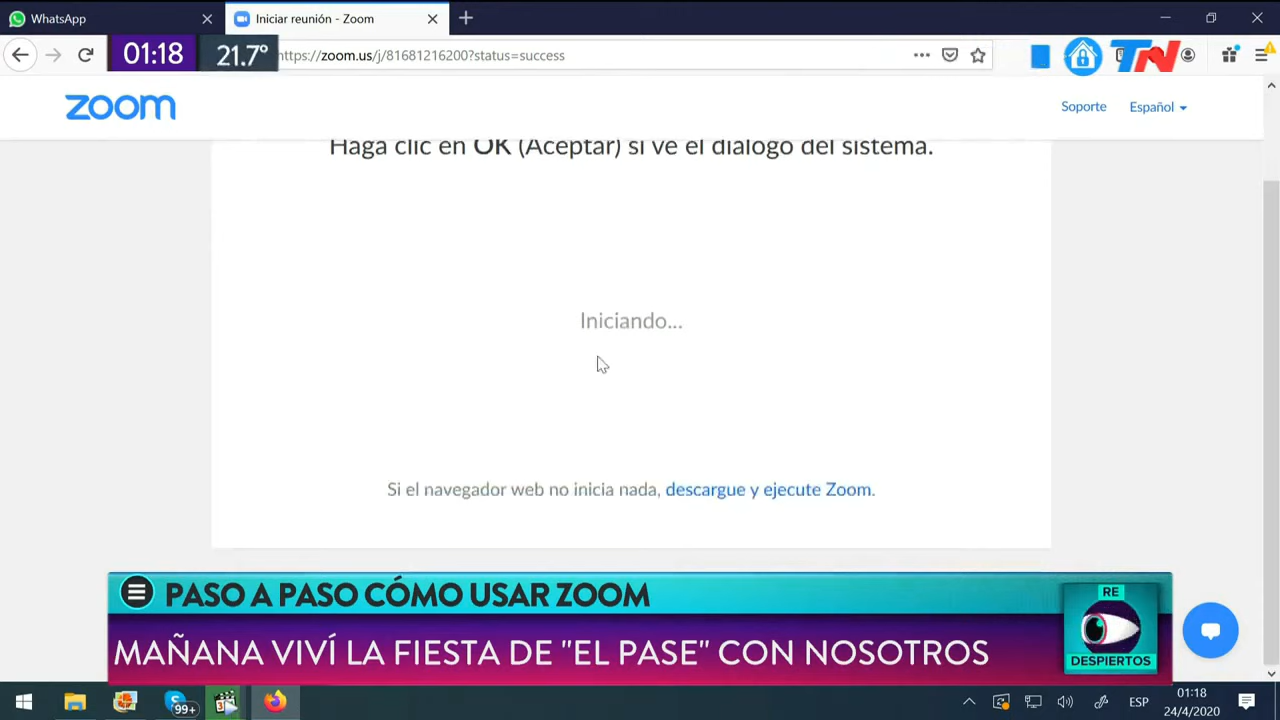 WhatsApp
Iniciar reunión - Zoom
01:18
21.7°
https://zoom.us/j/81681216200?status=success
TN
zoom
Soporte
Español
Haga clic en OK (Aceptar) si ve el diálogo del sistema.
Iniciando...
Si el navegador web no inicia nada, descargue y ejecute Zoom.
PASO A PASO CÓMO USAR ZOOM
MAÑANA VIVÍ LA FIESTA DE "EL PASE" CON NOSOTROS
RE
DESPIERTOS
99+
ESP
01:18
24/4/2020